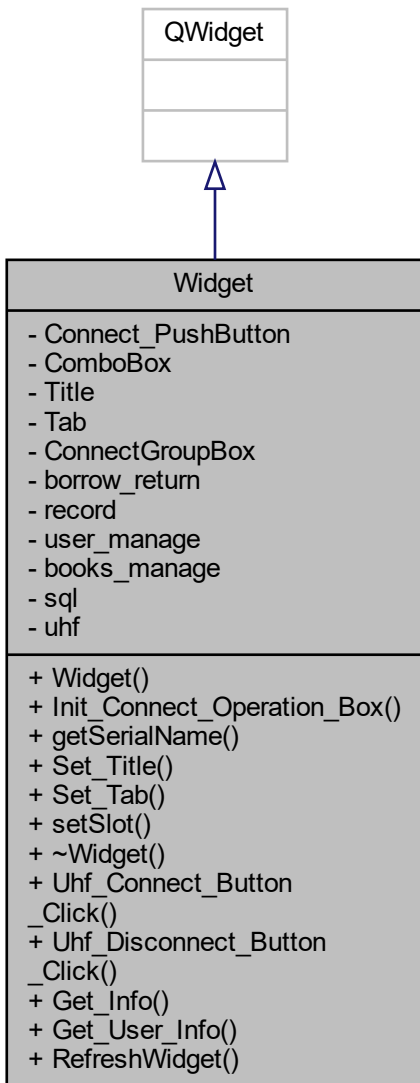 QWidget
Widget
- Connect_PushButton
- ComboBox
- Title
- Tab
- ConnectGroupBox
- borrow_return
- record
- user_manage
- books_manage
- sql
- uhf
+ Widget()
+ Init_Connect_Operation_Box()
+ getSerialName()
+ Set_Title()
+ Set_Tab()
+ setSlot()
+ ~Widget()
+ Uhf_Connect_Button
_Click()
+ Uhf_Disconnect_Button
_Click()
+ Get_Info()
+ Get_User_Info()
+ RefreshWidget()